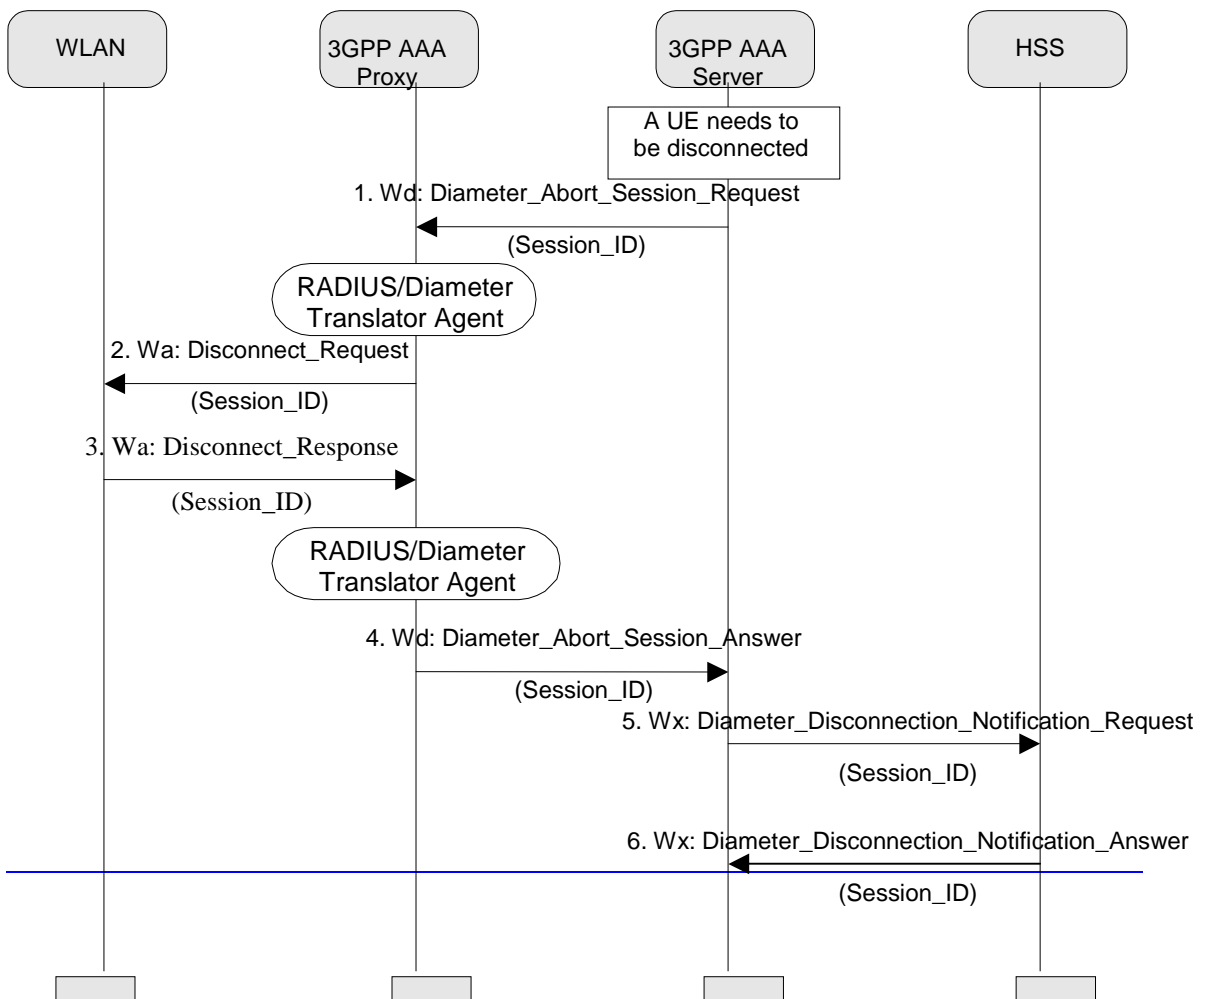 WLAN
3GPP AAA
Proxy
3GPP AAA
Server
HSS
A UE needs to
be disconnected
1. Wd: Diameter_Abort_Session_Request
(Session_ID)
RADIUS/Diameter
Translator Agent
2. Wa: Disconnect_Request
(Session_ID)
3. Wa: Disconnect_Response
(Session_ID)
RADIUS/Diameter
Translator Agent
4. Wd: Diameter_Abort_Session_Answer
(Session_ID)
5. Wx: Diameter_Disconnection_Notification_Request
(Session_ID)
6. Wx: Diameter_Disconnection_Notification_Answer
(Session_ID)